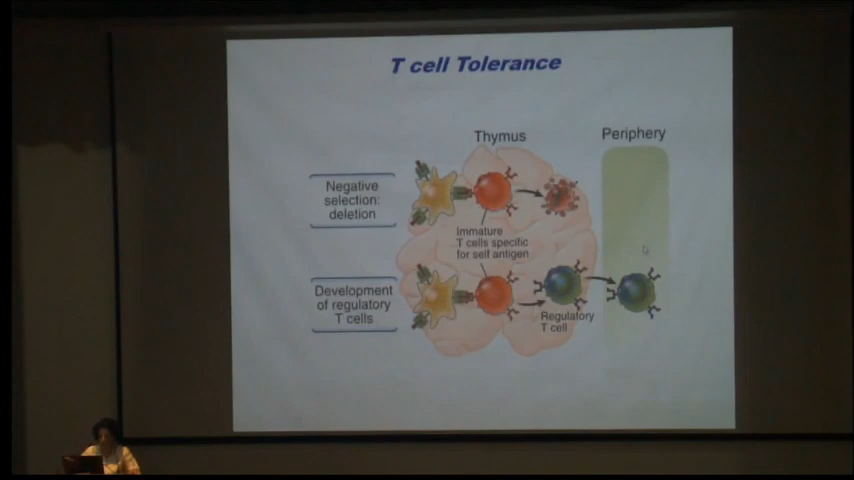 T cell Tolerance
Thymus
Periphery
Negative
selection:
deletion
Immature
T cells specific
for self antigen
Development
of regulatory
T cells
Regulatory
T cell